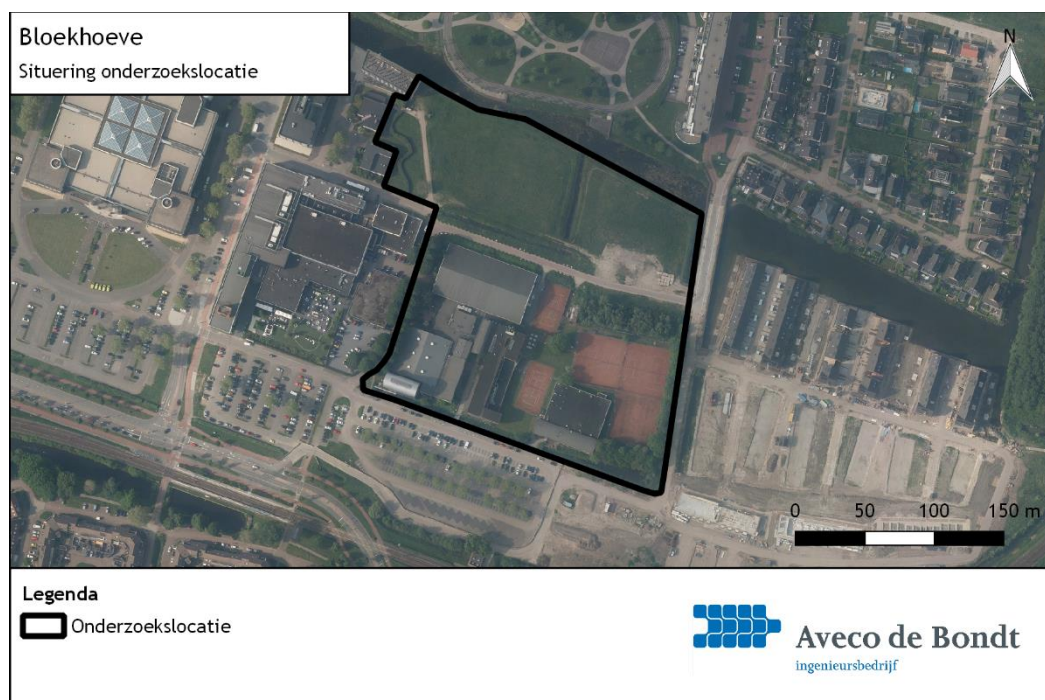 Bloekhoeve
Situering onderzoekslocatie
N
0 50 100 150 m
Legenda
Onderzoekslocatie
Aveco de Bondt
ingenieursbedrijf